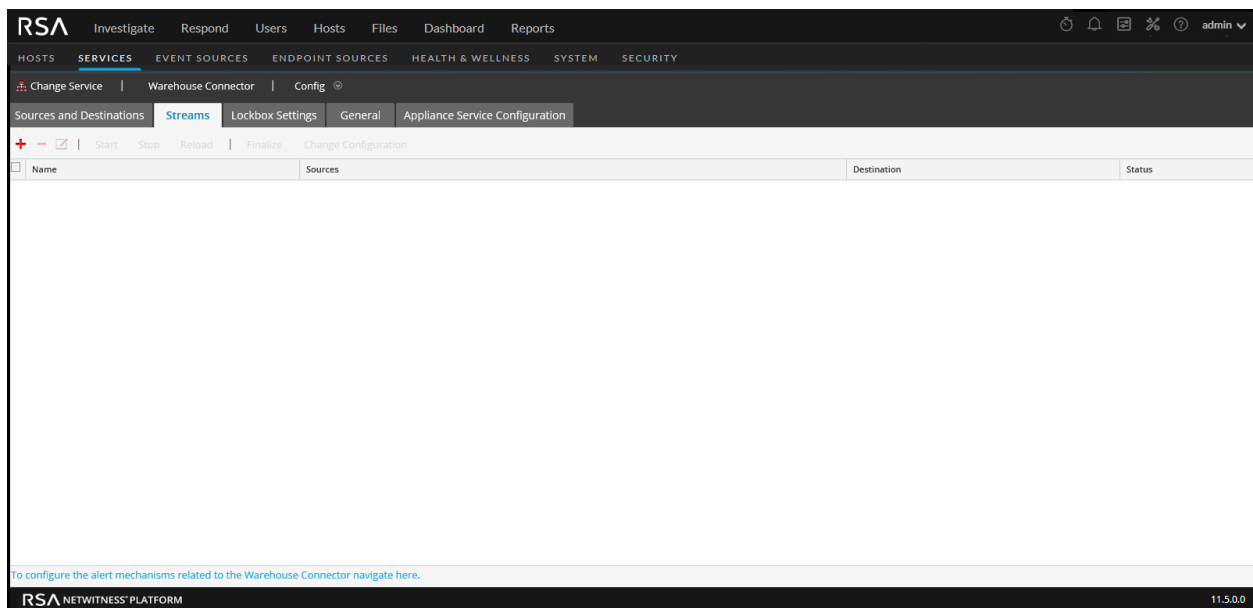 RSA Investigate Respond Users Hosts Files Dashboard Reports admin
HOSTS SERVICES EVENT SOURCES ENDPOINT SOURCES HEALTH & WELLNESS SYSTEM SECURITY
Change Service | Warehouse Connector | Config
Sources and Destinations Streams Lockbox Settings General Appliance Service Configuration
Start Stop Reload | Finalize Change Configuration
Name Sources Destination Status
To configure the alert mechanisms related to the Warehouse Connector navigate here.
RSA NETWITNESS® PLATFORM 11.5.0.0